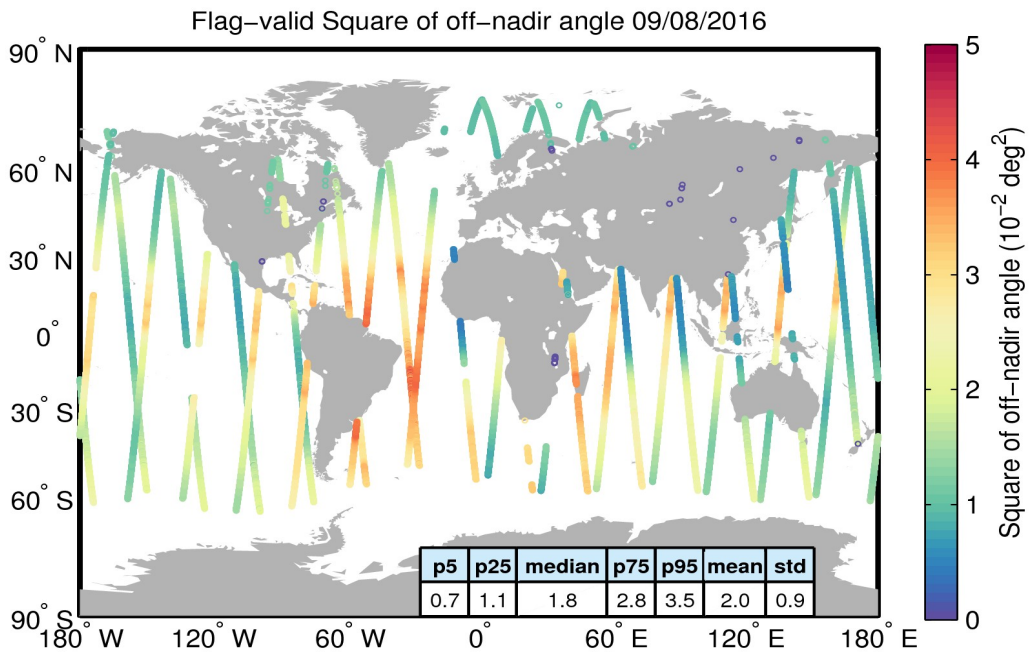 Flag−valid Square of off−nadir angle 09/08/2016
90° N
60° N
30° N
0°
30° S
60° S
90° S
180° W
120° W
60° W
0°
60° E
120° E
180° E
p5 p25 median p75 p95 mean std
0.7 1.1 1.8 2.8 3.5 2.0 0.9
5
4
3
2
1
0
Square of off−nadir angle (10⁻² deg²)